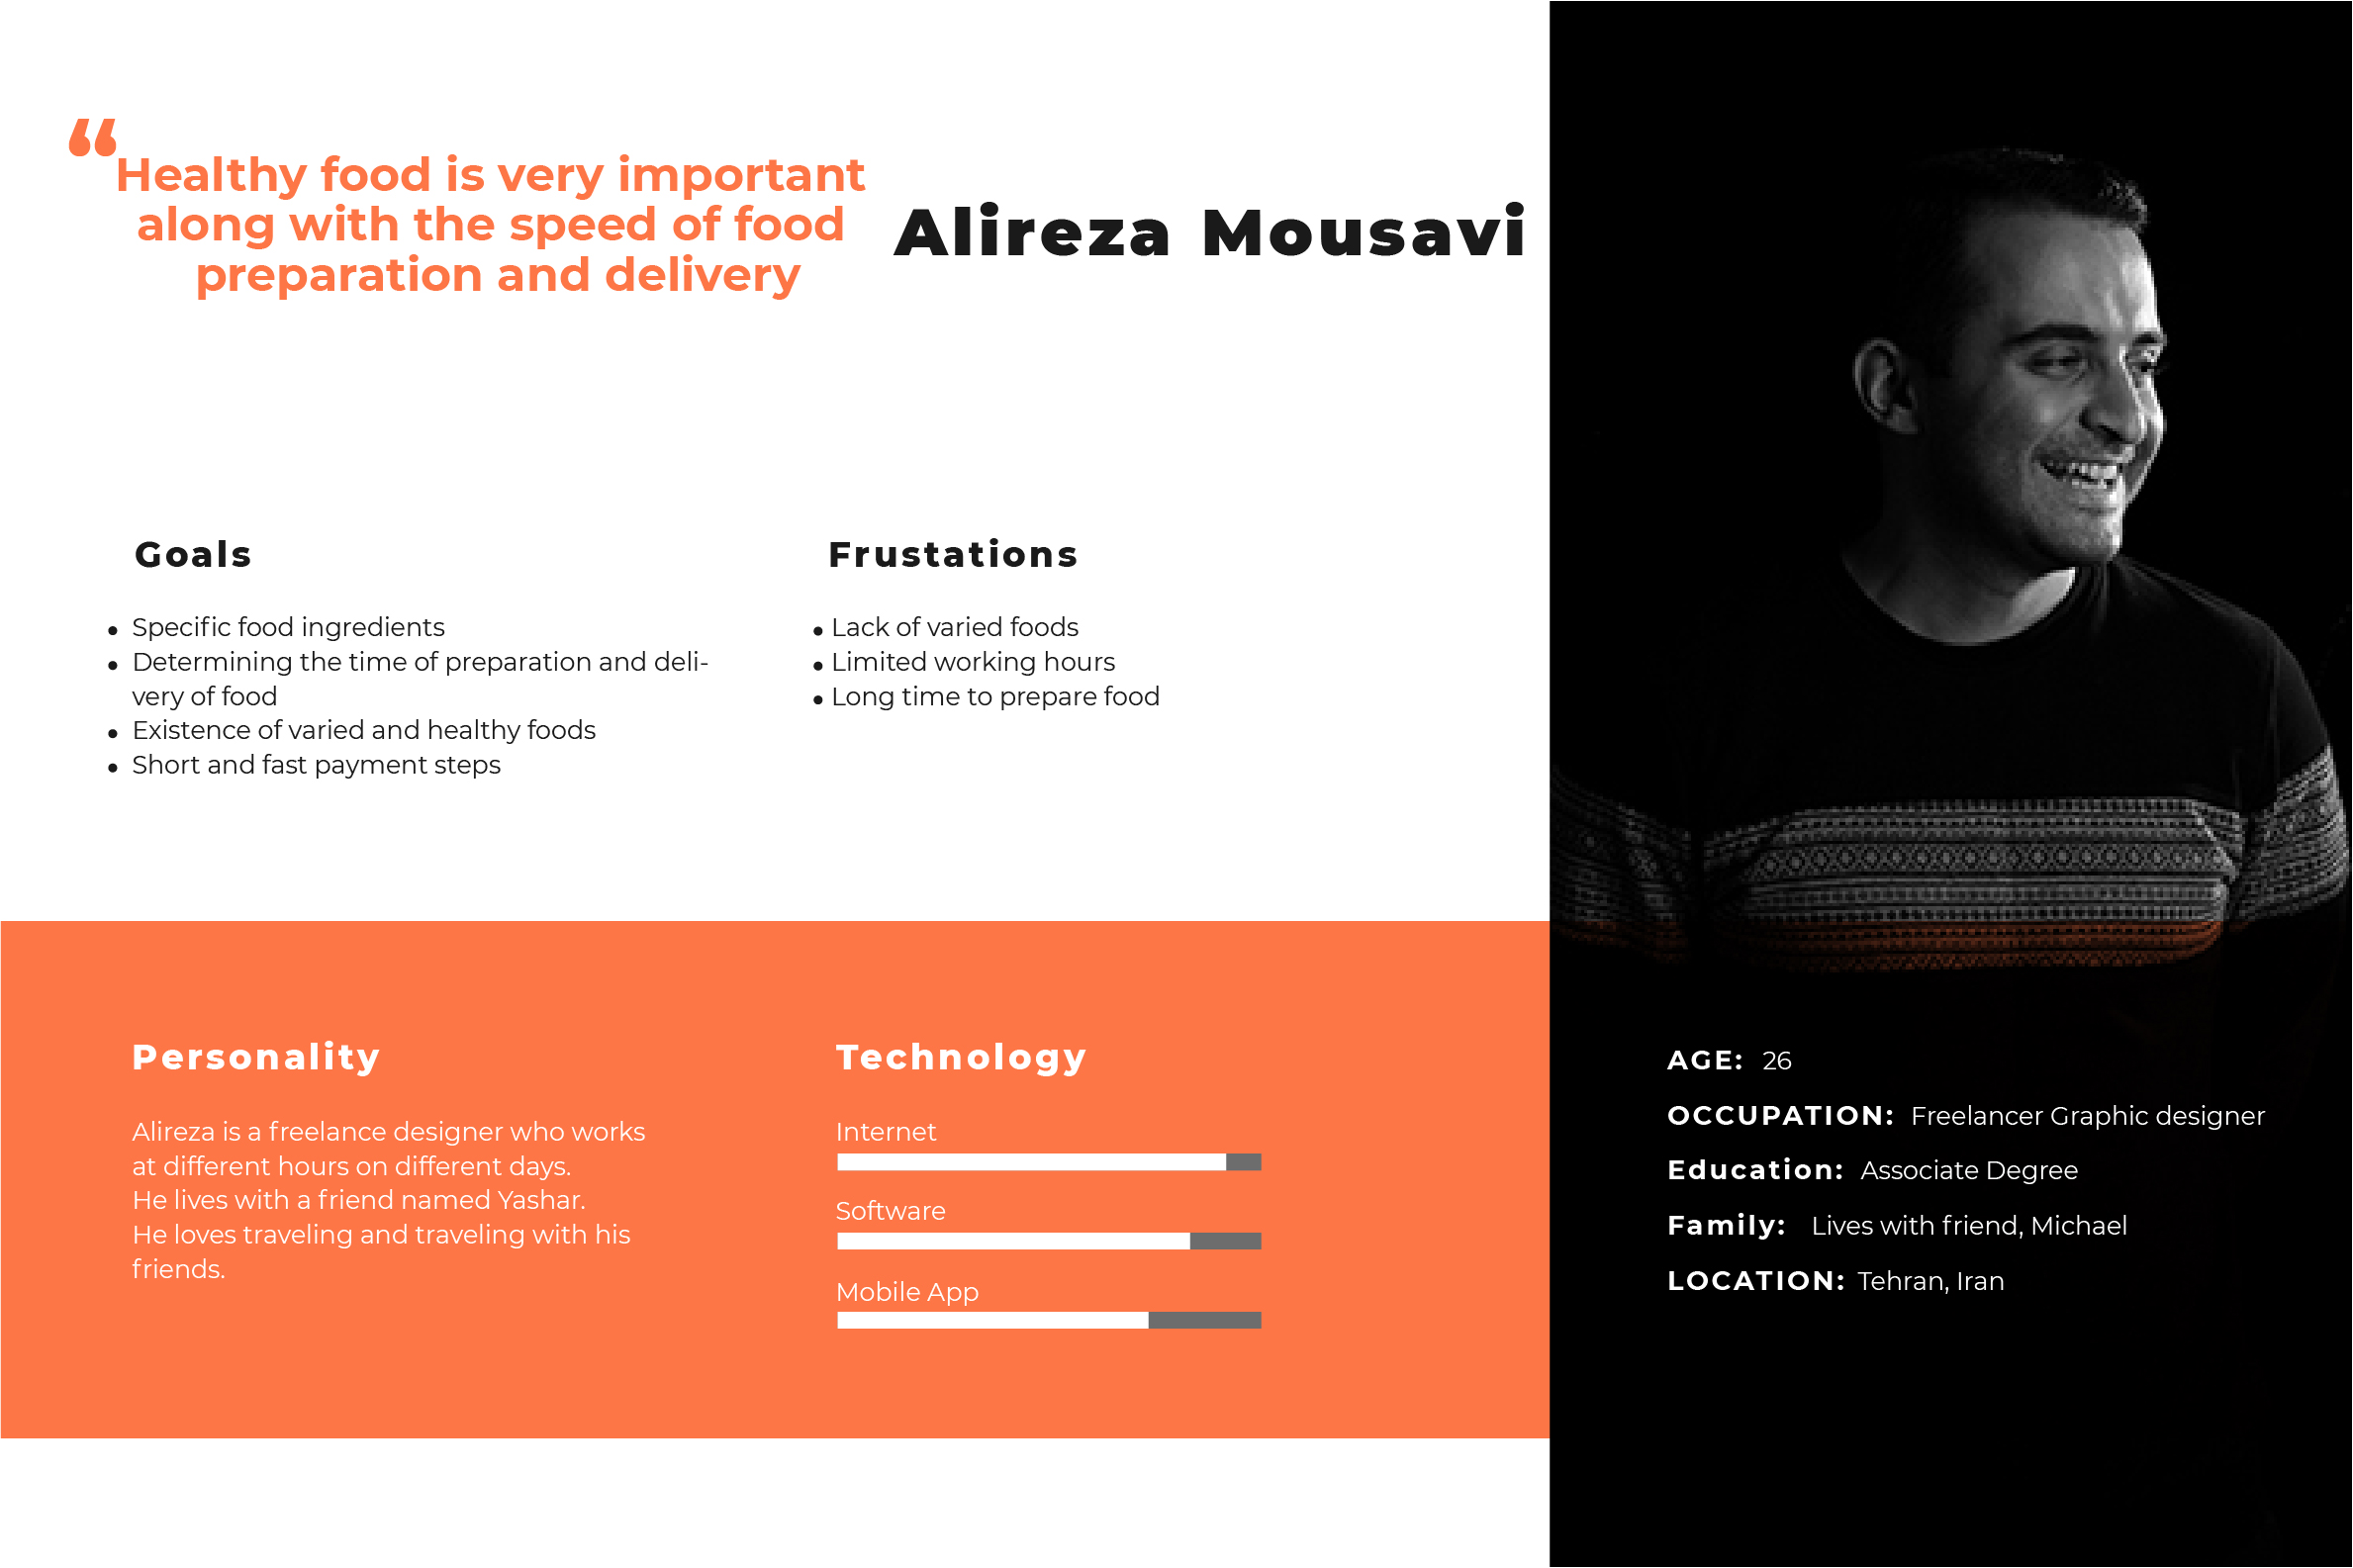 “Healthy food is very important
along with the speed of food
preparation and delivery
Alireza Mousavi
Goals
• Specific food ingredients
• Determining the time of preparation and deli-
very of food
• Existence of varied and healthy foods
• Short and fast payment steps
Frustations
• Lack of varied foods
• Limited working hours
• Long time to prepare food
Personality
Alireza is a freelance designer who works
at different hours on different days.
He lives with a friend named Yashar.
He loves traveling and traveling with his
friends.
Technology
Internet
Software
Mobile App
AGE: 26
OCCUPATION: Freelancer Graphic designer
Education: Associate Degree
Family: Lives with friend, Michael
LOCATION: Tehran, Iran